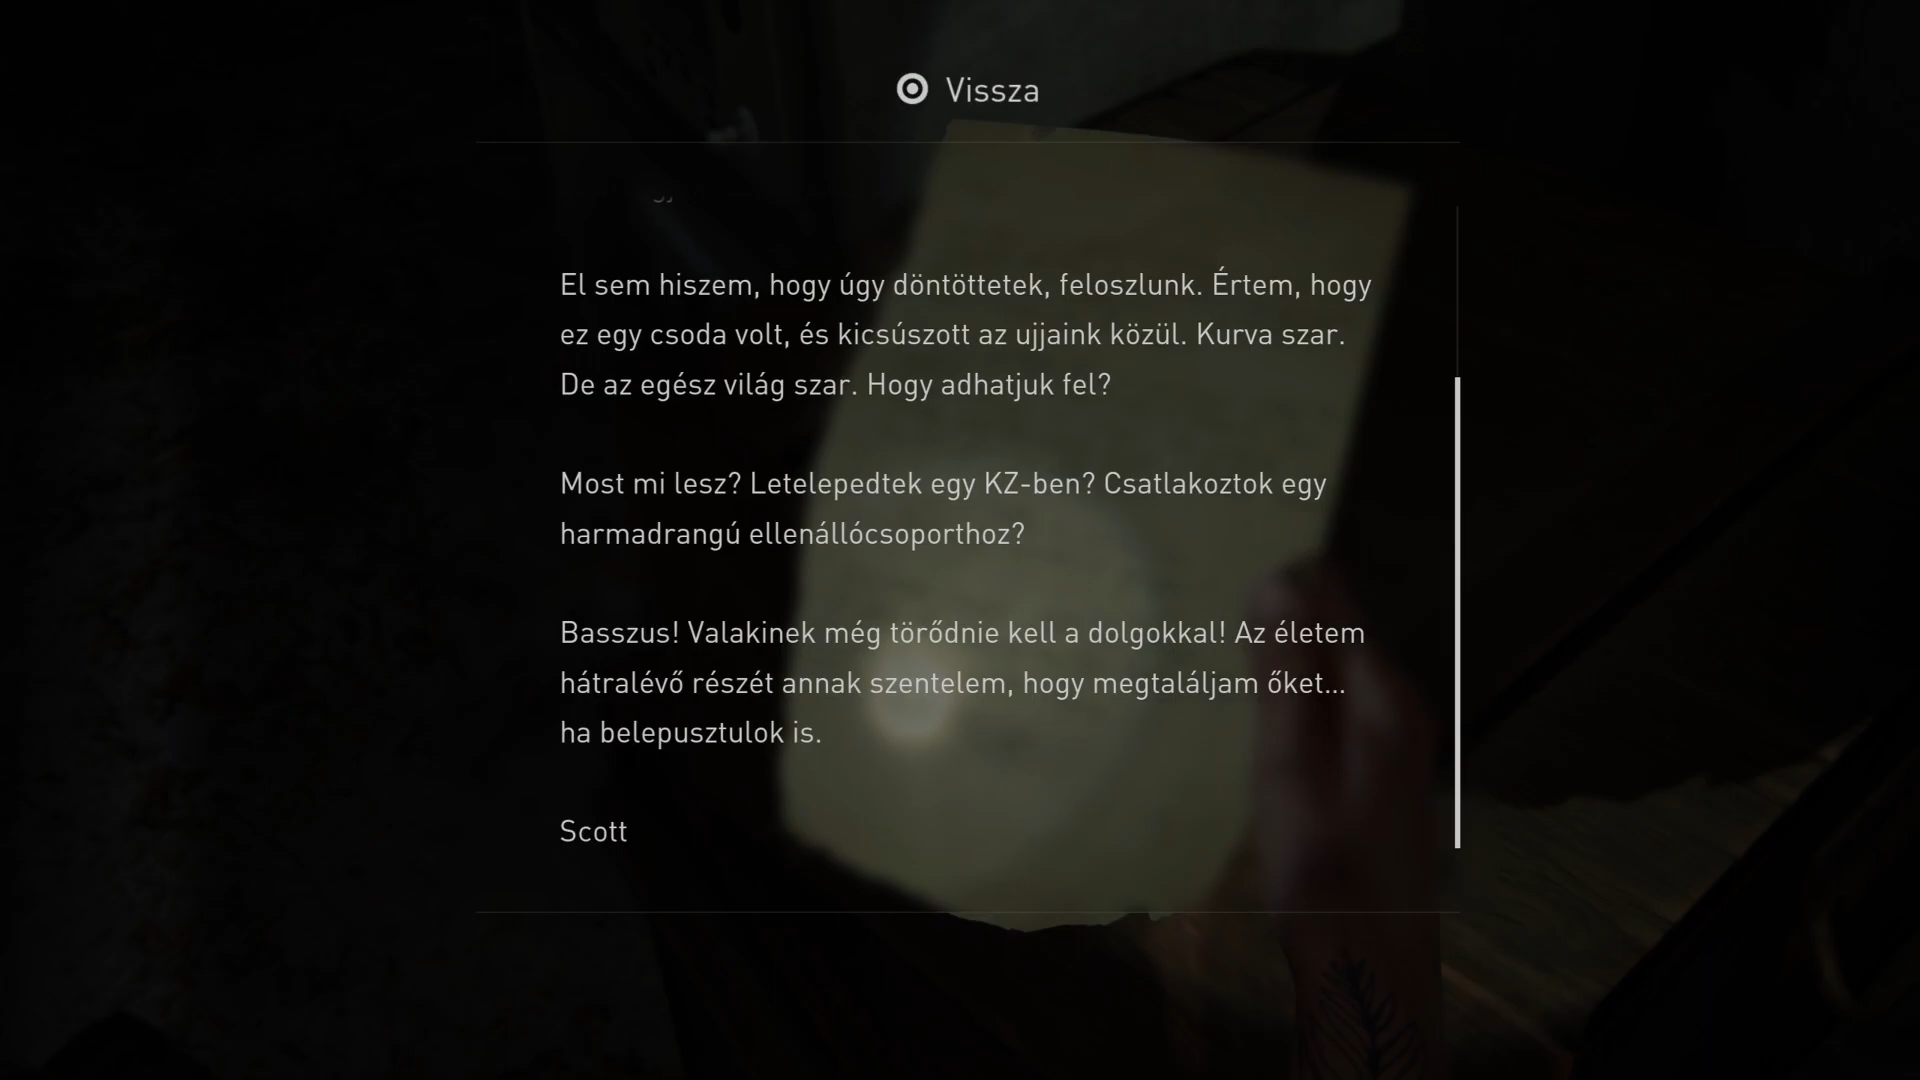 Vissza
El sem hiszem, hogy úgy döntöttetek, feloszlunk. Értem, hogy
ez egy csoda volt, és kicsúszott az ujjaink közül. Kurva szar.
De az egész világ szar. Hogy adhatjuk fel?
Most mi lesz? Letelepedtek egy KZ-ben? Csatlakoztok egy
harmadrangú ellenállócsoporthoz?
Basszus! Valakinek még törődnie kell a dolgokkal! Az életem
hátralévő részét annak szentelem, hogy megtaláljam őket...
ha belepusztulok is.
Scott